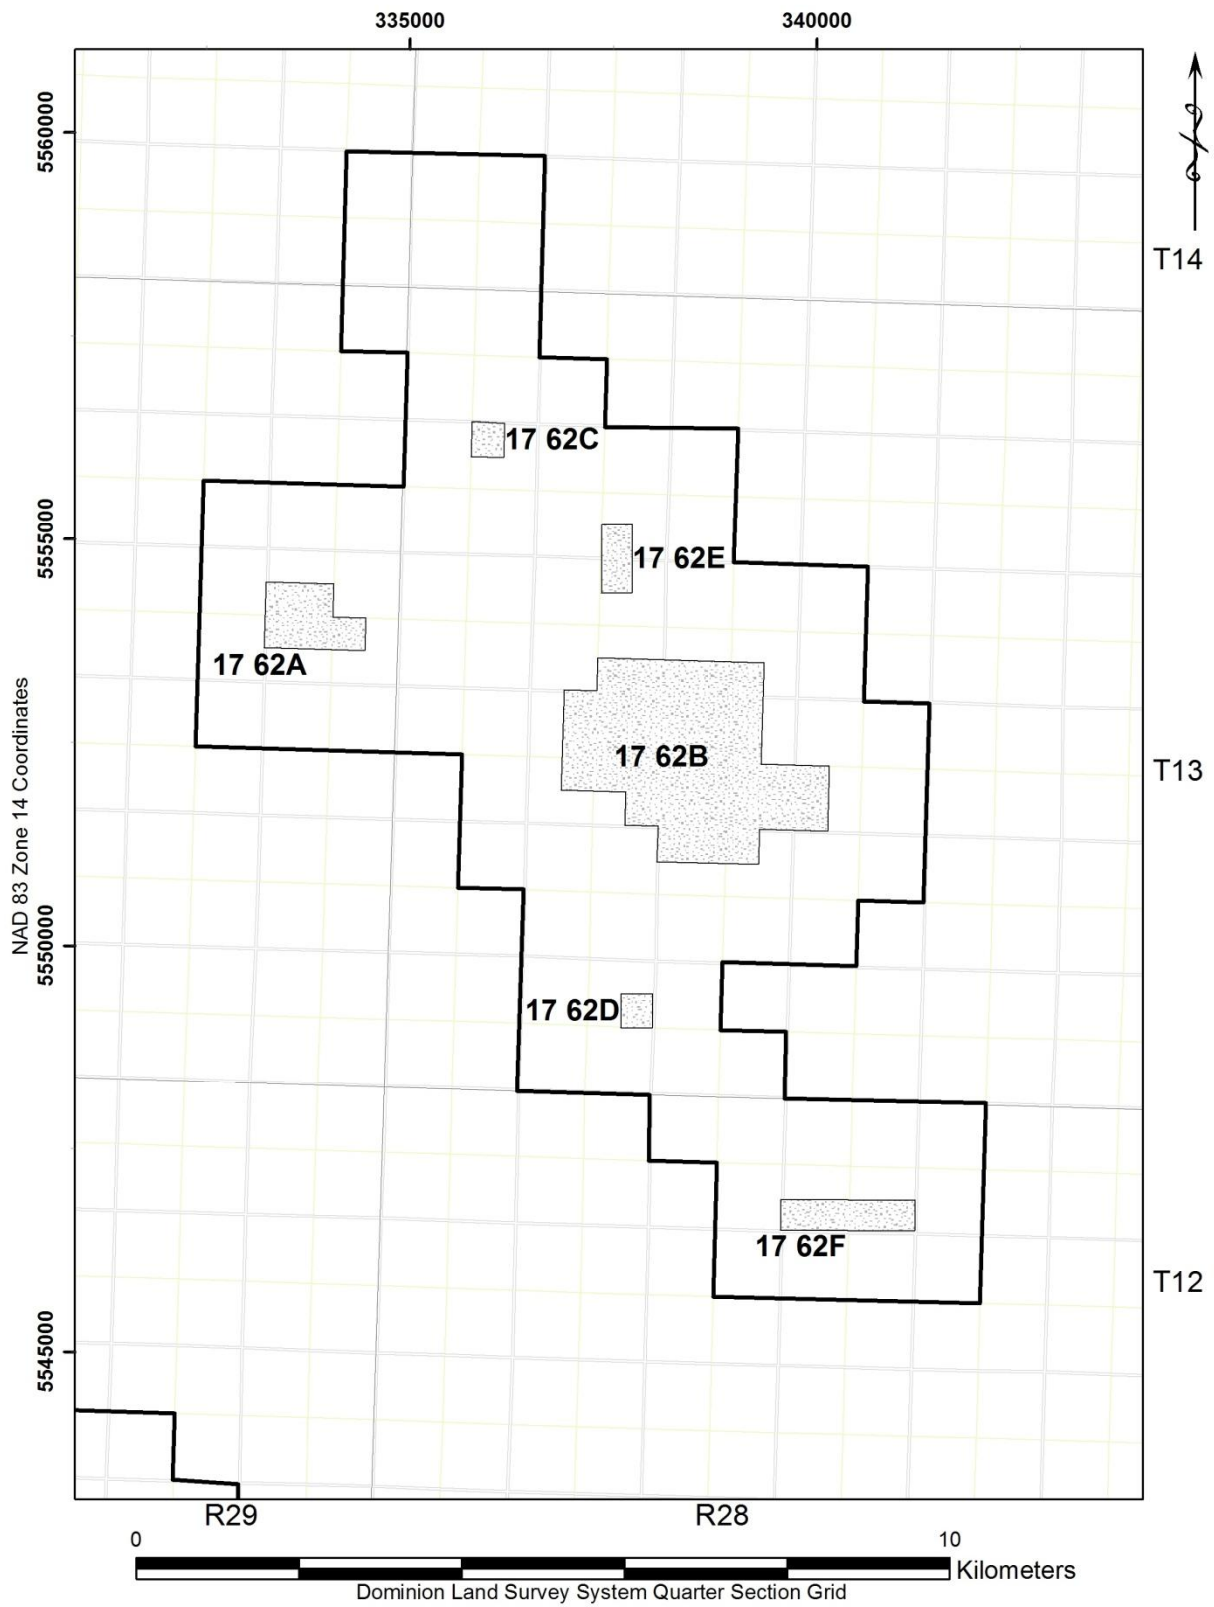 335000
340000
5560000
T14
17 62C
5555000
17 62E
17 62A
NAD 83 Zone 14 Coordinates
17 62B
T13
5550000
17 62D
17 62F
T12
5545000
R29
R28
0
10
Kilometers
Dominion Land Survey System Quarter Section Grid